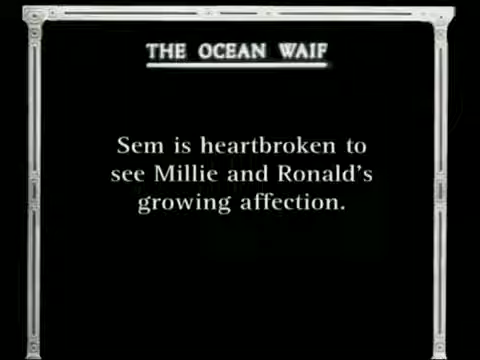 THE OCEAN WAIF
Sem is heartbroken to
see Millie and Ronald's
growing affection.